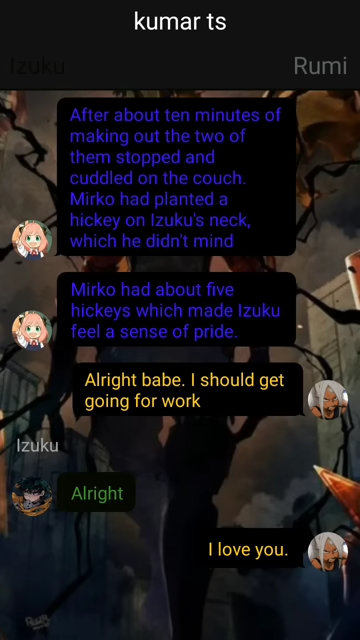 kumar ts
Izuku
Rumi
After about ten minutes of
making out the two of
them stopped and
cuddled on the couch.
Mirko had planted a
hickey on Izuku's neck,
which he didn't mind
Mirko had about five
hickeys which made Izuku
feel a sense of pride.
Alright babe. I should get
going for work
Izuku
Alright
I love you.